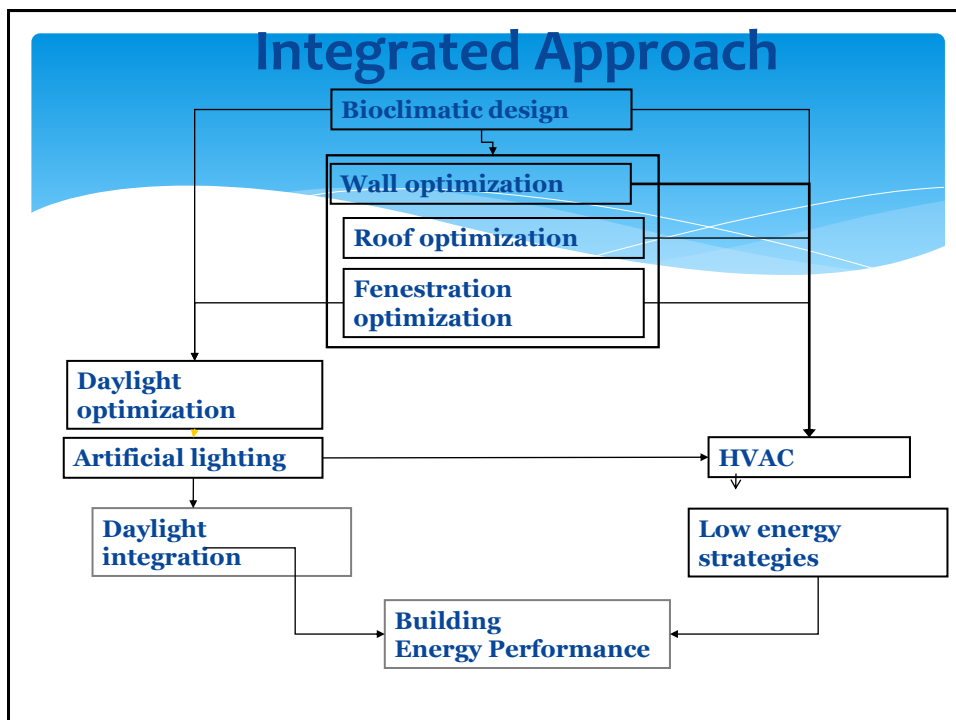 Integrated Approach
Bioclimatic design
Wall optimization
Roof optimization
Fenestration
optimization
Daylight
optimization
Artificial lighting
HVAC
Daylight
integration
Low energy
strategies
Building
Energy Performance